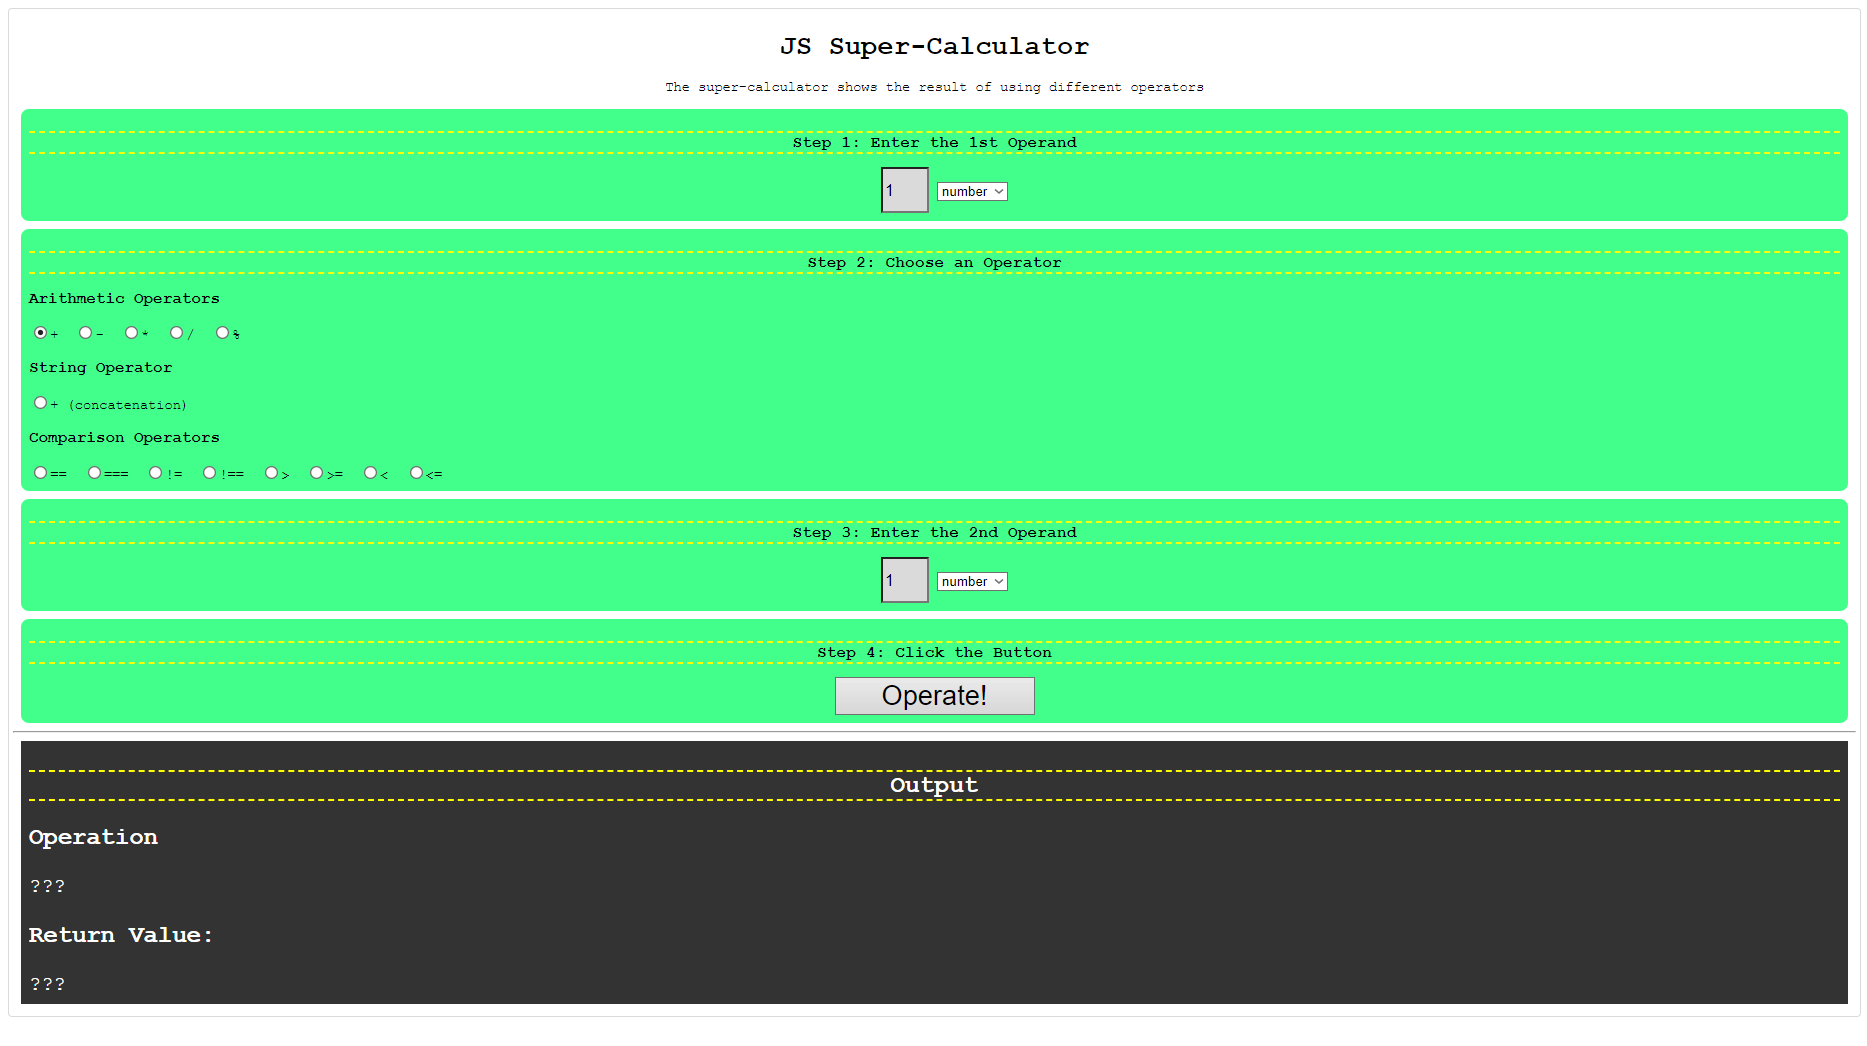 JS Super-Calculator
The super-calculator shows the result of using different operators
Step 1: Enter the 1st Operand
1 number
Step 2: Choose an Operator
Arithmetic Operators
+ - * / %
String Operator
+ (concatenation)
Comparison Operators
== === != !== > >= < <=
Step 3: Enter the 2nd Operand
1 number
Step 4: Click the Button
Operate!
Output
Operation
???
Return Value:
???